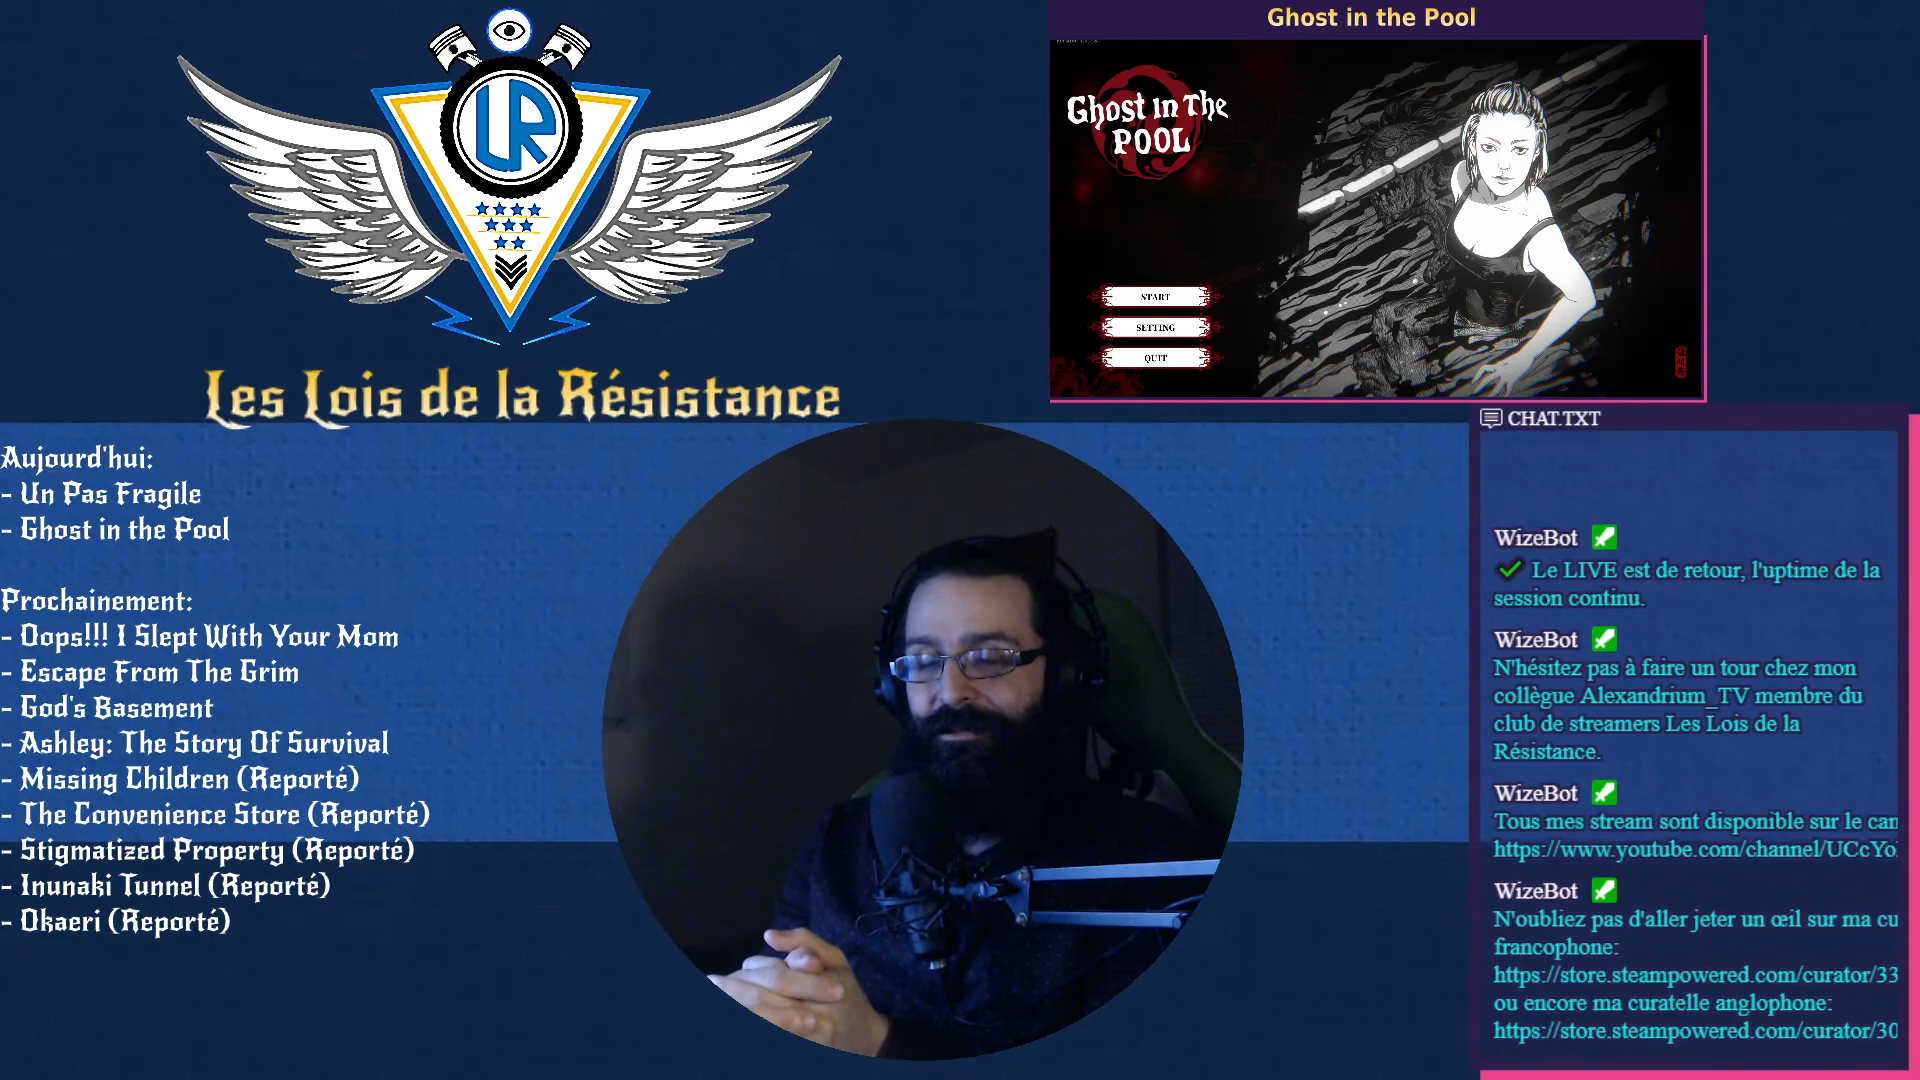 LR
Les Lois de la Résistance
Ghost in the Pool
Ghost In The
POOL
START
SETTING
QUIT
Aujourd'hui:
- Un Pas Fragile
- Ghost in the Pool
Prochainement:
- Oops!!! I Slept With Your Mom
- Escape From The Grim
- God's Basement
- Ashley: The Story Of Survival
- Missing Children (Reporté)
- The Convenience Store (Reporté)
- Stigmatized Property (Reporté)
- Inunaki Tunnel (Reporté)
- Okaeri (Reporté)
CHAT.TXT
WizeBot
Le LIVE est de retour, l'uptime de la
session continu.
WizeBot
N'hésitez pas à faire un tour chez mon
collègue Alexandrium_TV membre du
club de streamers Les Lois de la
Résistance.
WizeBot
Tous mes stream sont disponible sur le can
https://www.youtube.com/channel/UCcYo
WizeBot
N'oubliez pas d'aller jeter un œil sur ma cu
francophone:
https://store.steampowered.com/curator/33
ou encore ma curatelle anglophone:
https://store.steampowered.com/curator/30